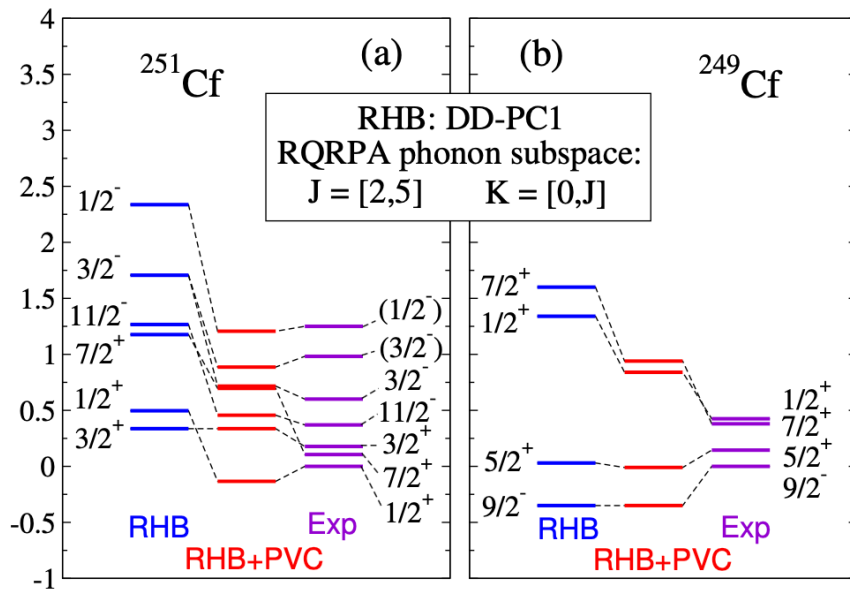 4
3.5
3
2.5
2
1.5
1
0.5
0
-0.5
-1
²⁵¹Cf
(a)
(b)
²⁴⁹Cf
RHB: DD-PC1
RQRPA phonon subspace:
J = [2,5] K = [0,J]
1/2⁻
3/2⁻
11/2⁻
7/2⁺
1/2⁺
3/2⁺
(1/2⁻)
(3/2⁻)
3/2⁻
11/2⁻
3/2⁺
7/2⁺
1/2⁺
RHB
Exp
RHB+PVC
7/2⁺
1/2⁺
5/2⁺
9/2⁻
1/2⁺
7/2⁺
5/2⁺
9/2⁻
RHB
Exp
RHB+PVC